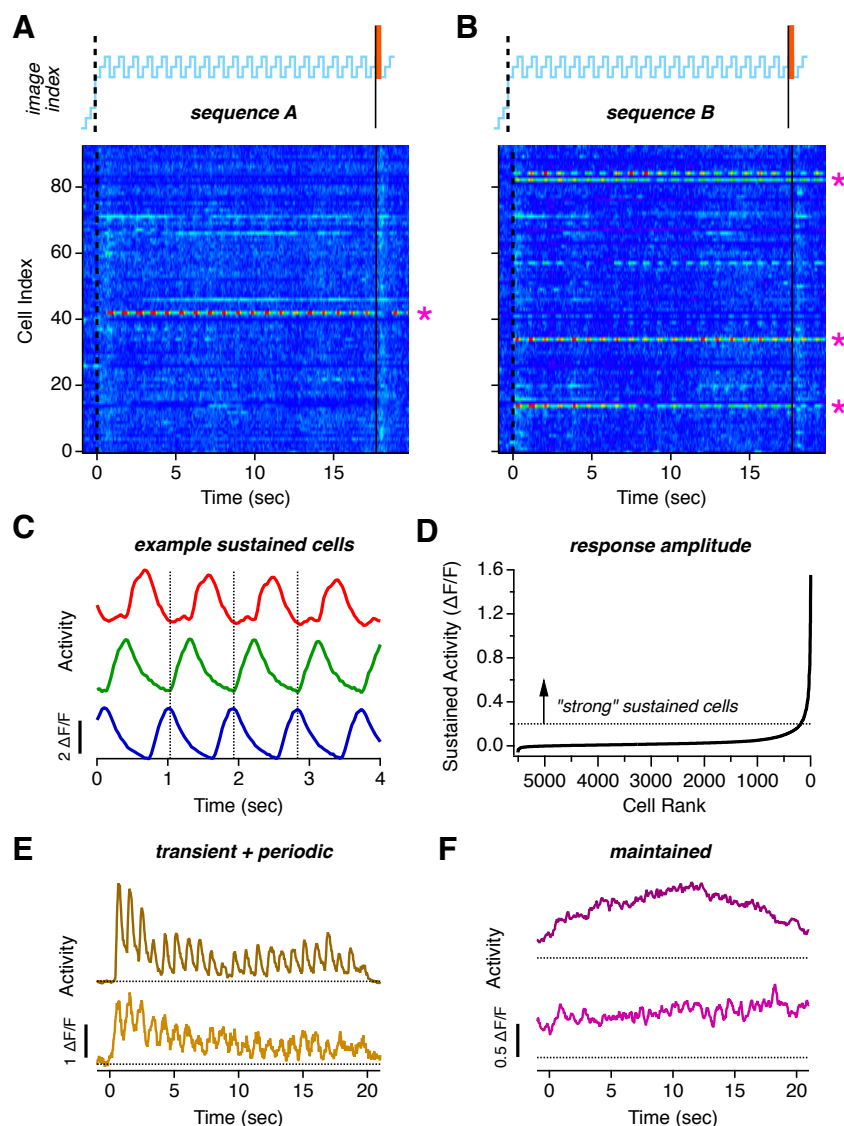 A
B
image
index
sequence A
sequence B
Cell Index
80
60
40
20
0
*
*
*
*
0 5 10 15
0 5 10 15
Time (sec)
Time (sec)
C
example sustained cells
Activity
2 ΔF/F
0 1 2 3 4
Time (sec)
D
response amplitude
Sustained Activity (ΔF/F)
1.6
1.2
0.8
0.4
0.0
"strong" sustained cells
5000 4000 3000 2000 1000 0
Cell Rank
E
transient + periodic
Activity
1 ΔF/F
0 5 10 15 20
Time (sec)
F
maintained
Activity
0.5 ΔF/F
0 5 10 15 20
Time (sec)